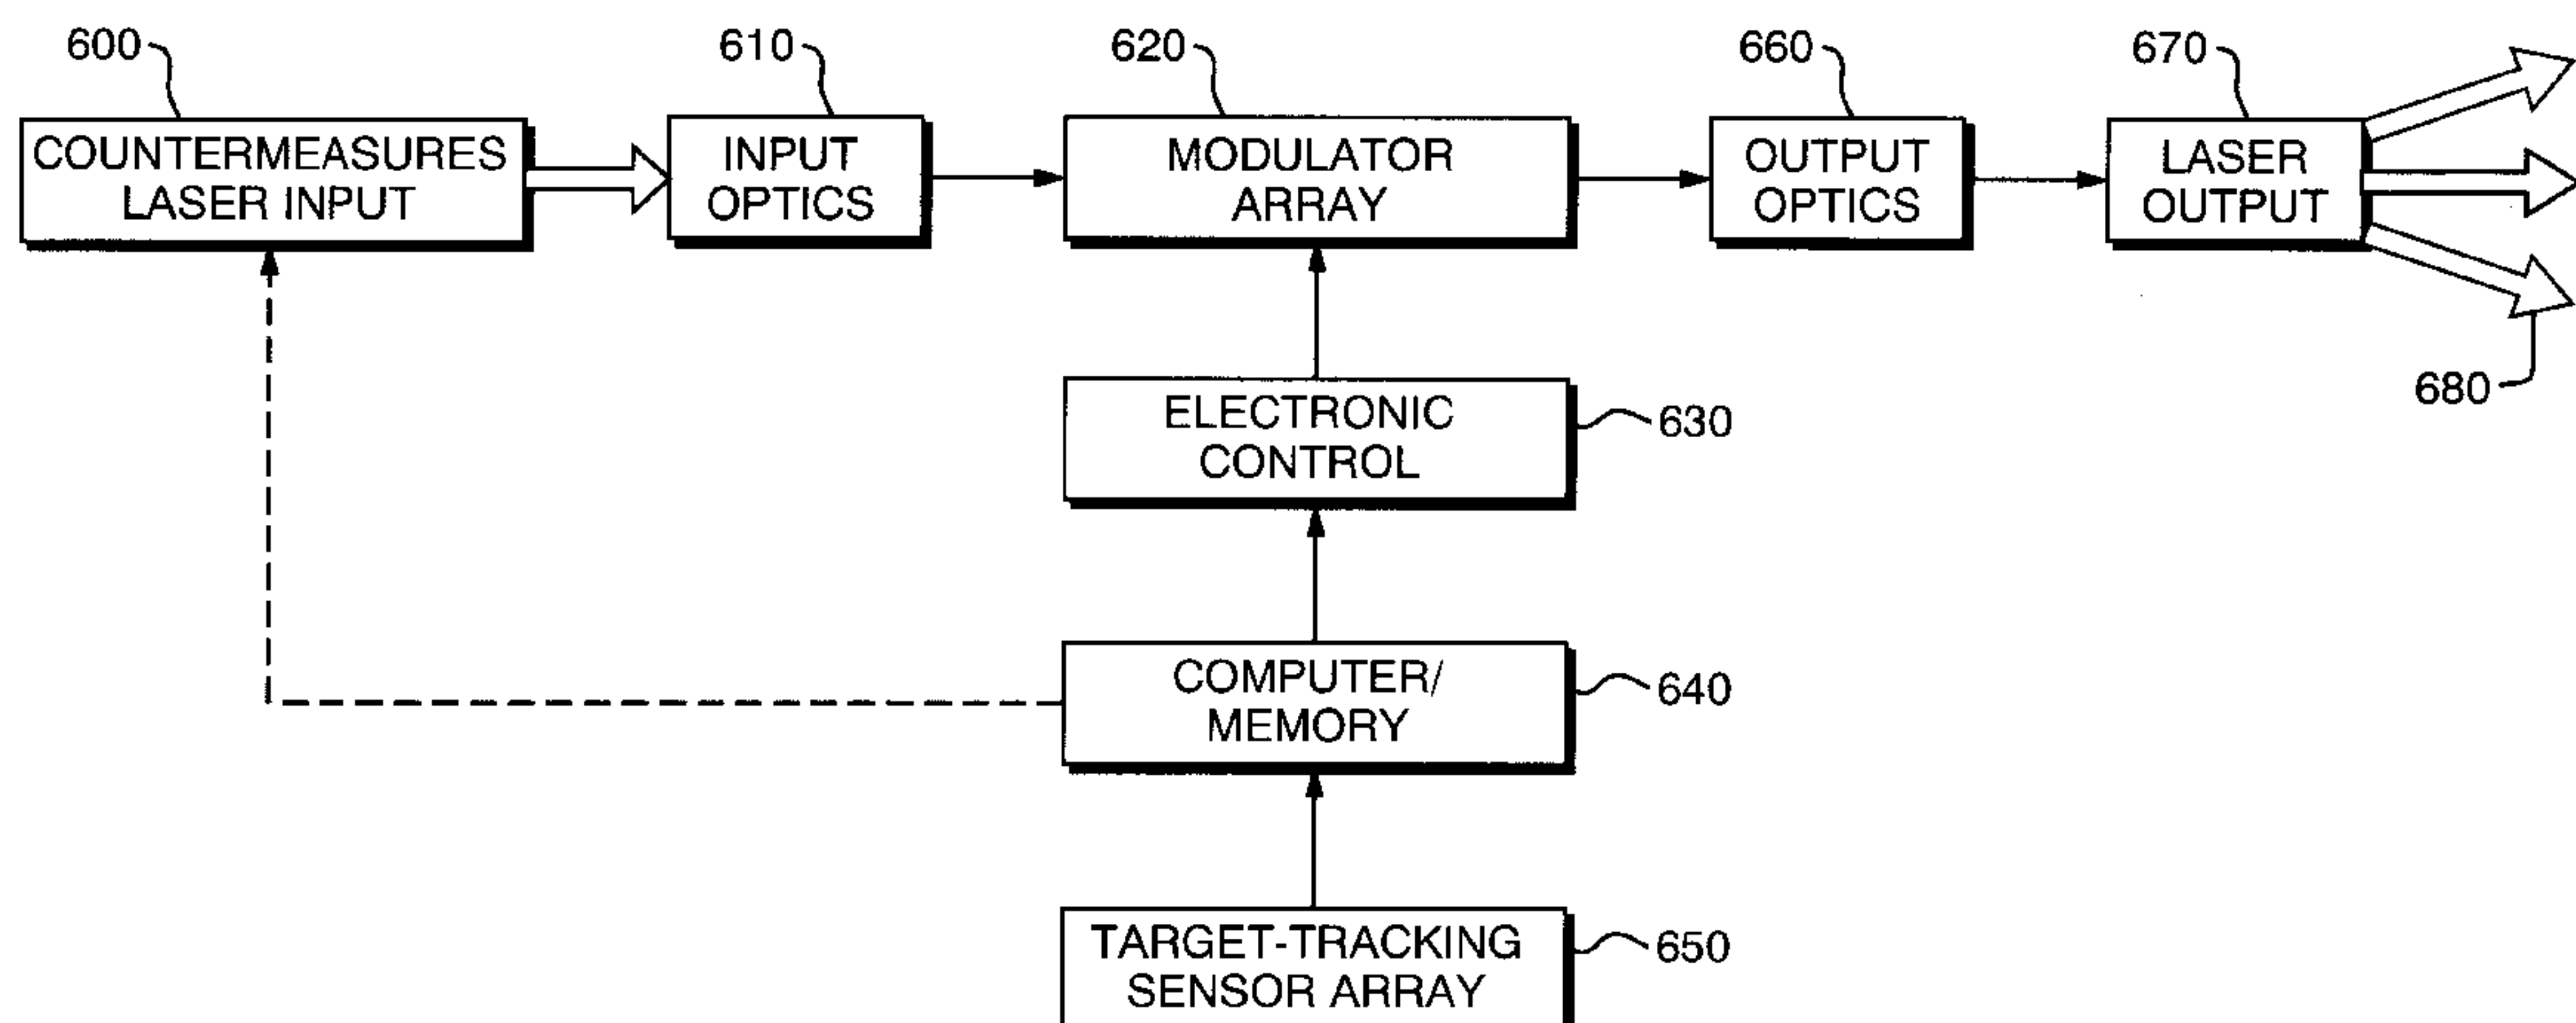 600
610
620
660
670
COUNTERMEASURES
LASER INPUT
INPUT
OPTICS
MODULATOR
ARRAY
OUTPUT
OPTICS
LASER
OUTPUT
680
ELECTRONIC
CONTROL
630
COMPUTER/
MEMORY
640
TARGET-TRACKING
SENSOR ARRAY
650